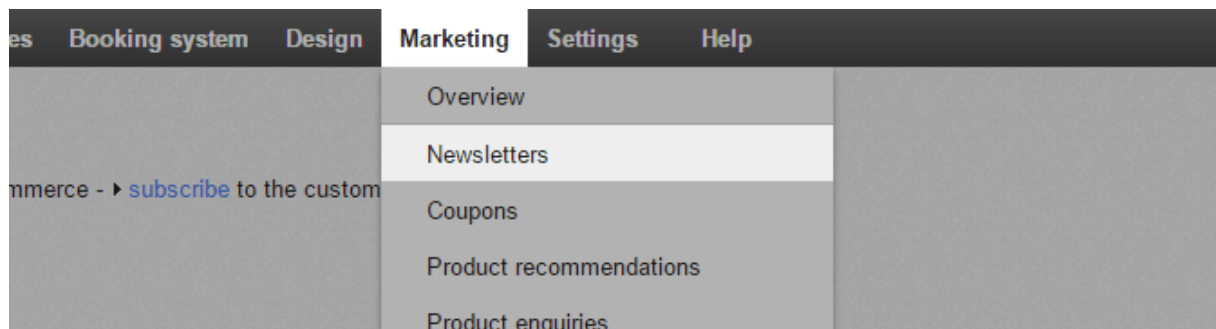 es Booking system Design Marketing Settings Help
Overview
Newsletters
mmerce - ▸ subscribe to the custom
Coupons
Product recommendations
Product enquiries